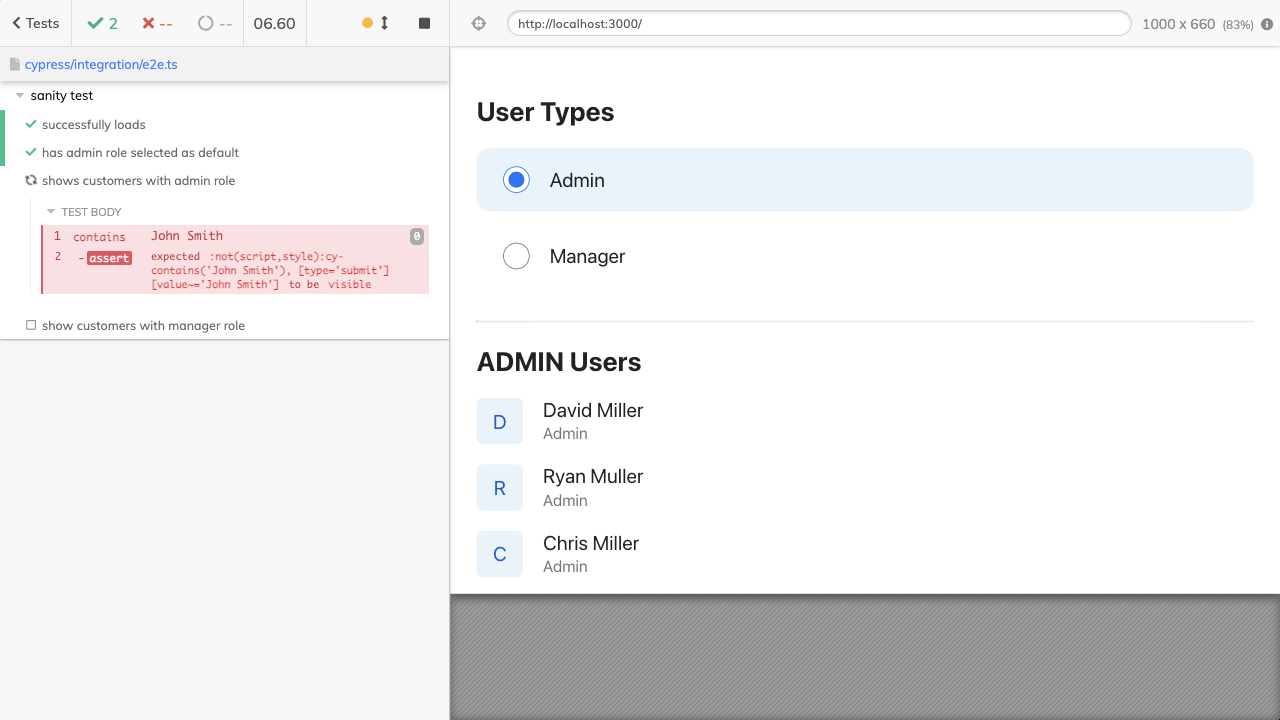 Tests
2
--
--
06.60
http://localhost:3000/
1000 x 660 (83%)
cypress/integration/e2e.ts
sanity test
successfully loads
has admin role selected as default
shows customers with admin role
TEST BODY
1 contains John Smith 0
2 -assert expected :not(script,style):cy-
contains('John Smith'), [type='submit']
[value~='John Smith'] to be visible
show customers with manager role
User Types
Admin
Manager
ADMIN Users
D
David Miller
Admin
R
Ryan Muller
Admin
C
Chris Miller
Admin